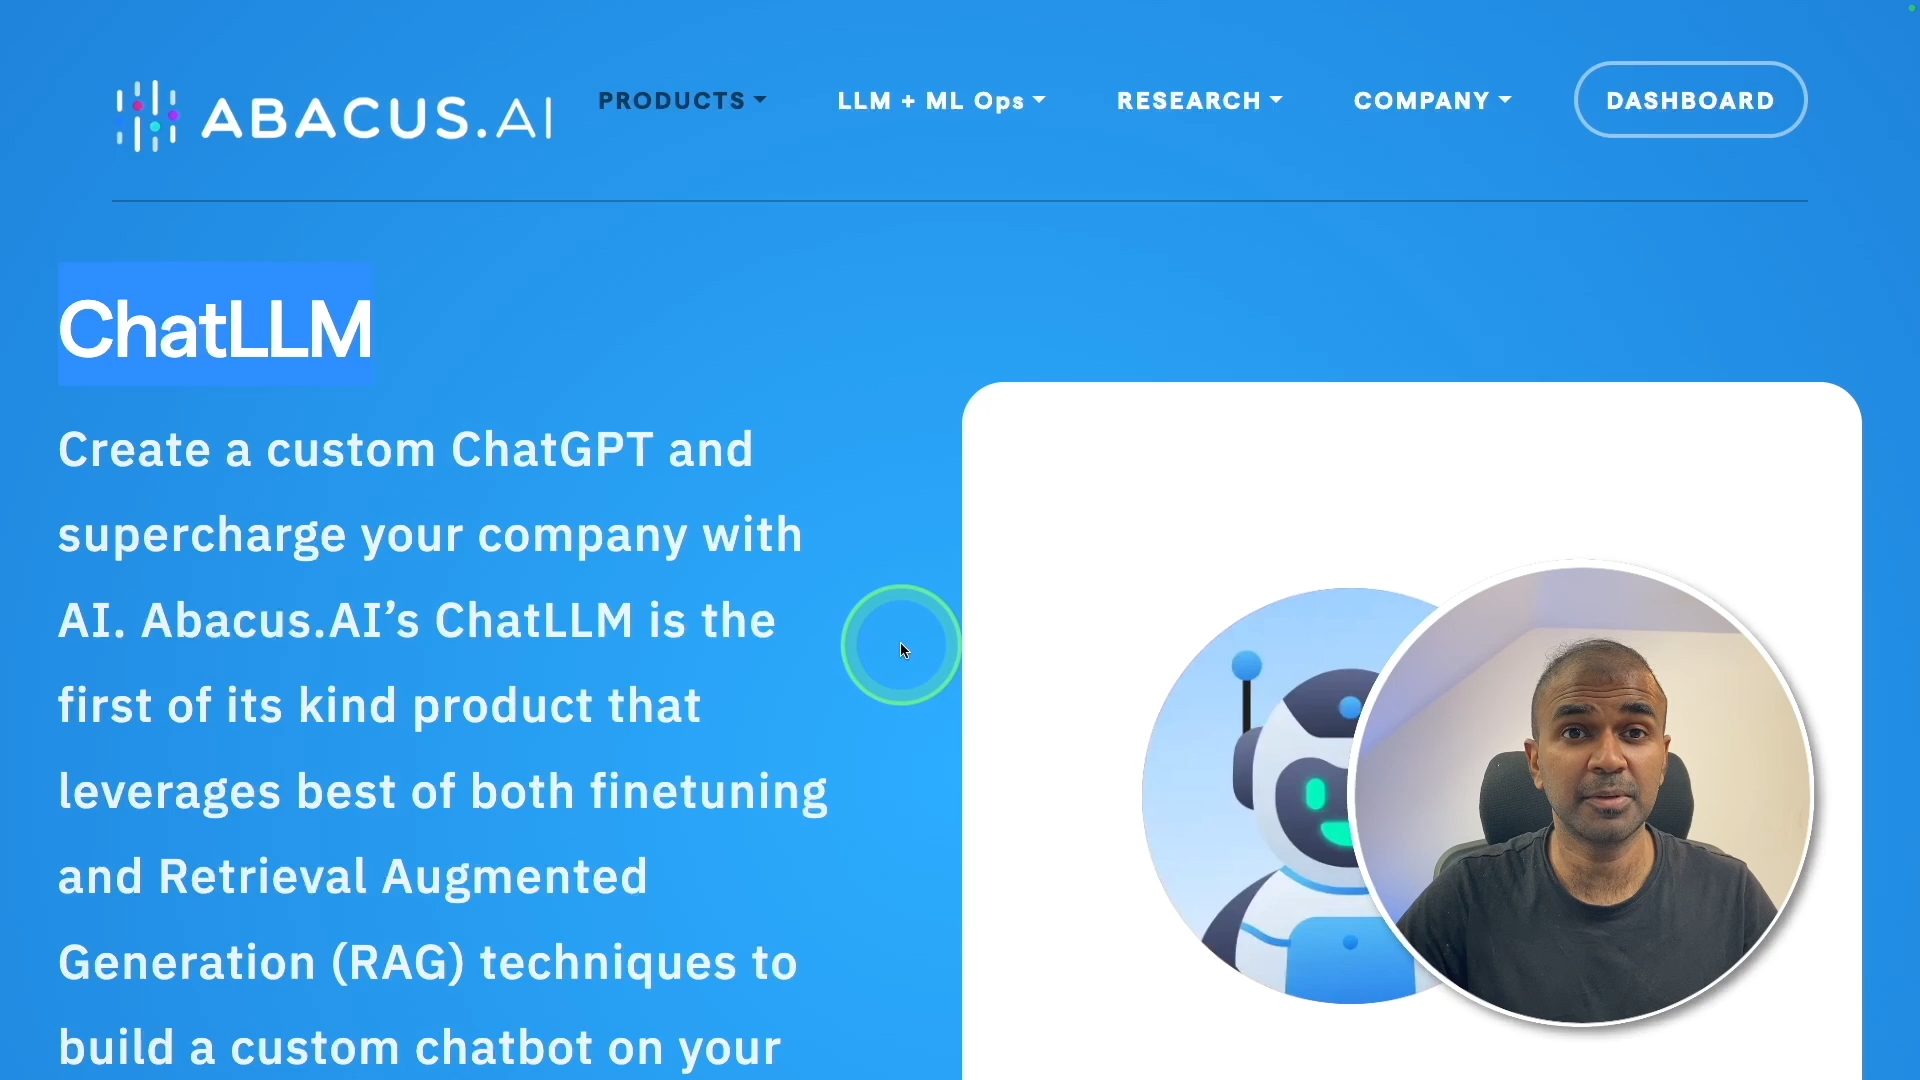 ABACUS.AI
PRODUCTS
LLM + ML Ops
RESEARCH
COMPANY
DASHBOARD
ChatLLM
Create a custom ChatGPT and
supercharge your company with
AI. Abacus.AI’s ChatLLM is the
first of its kind product that
leverages best of both finetuning
and Retrieval Augmented
Generation (RAG) techniques to
build a custom chatbot on your